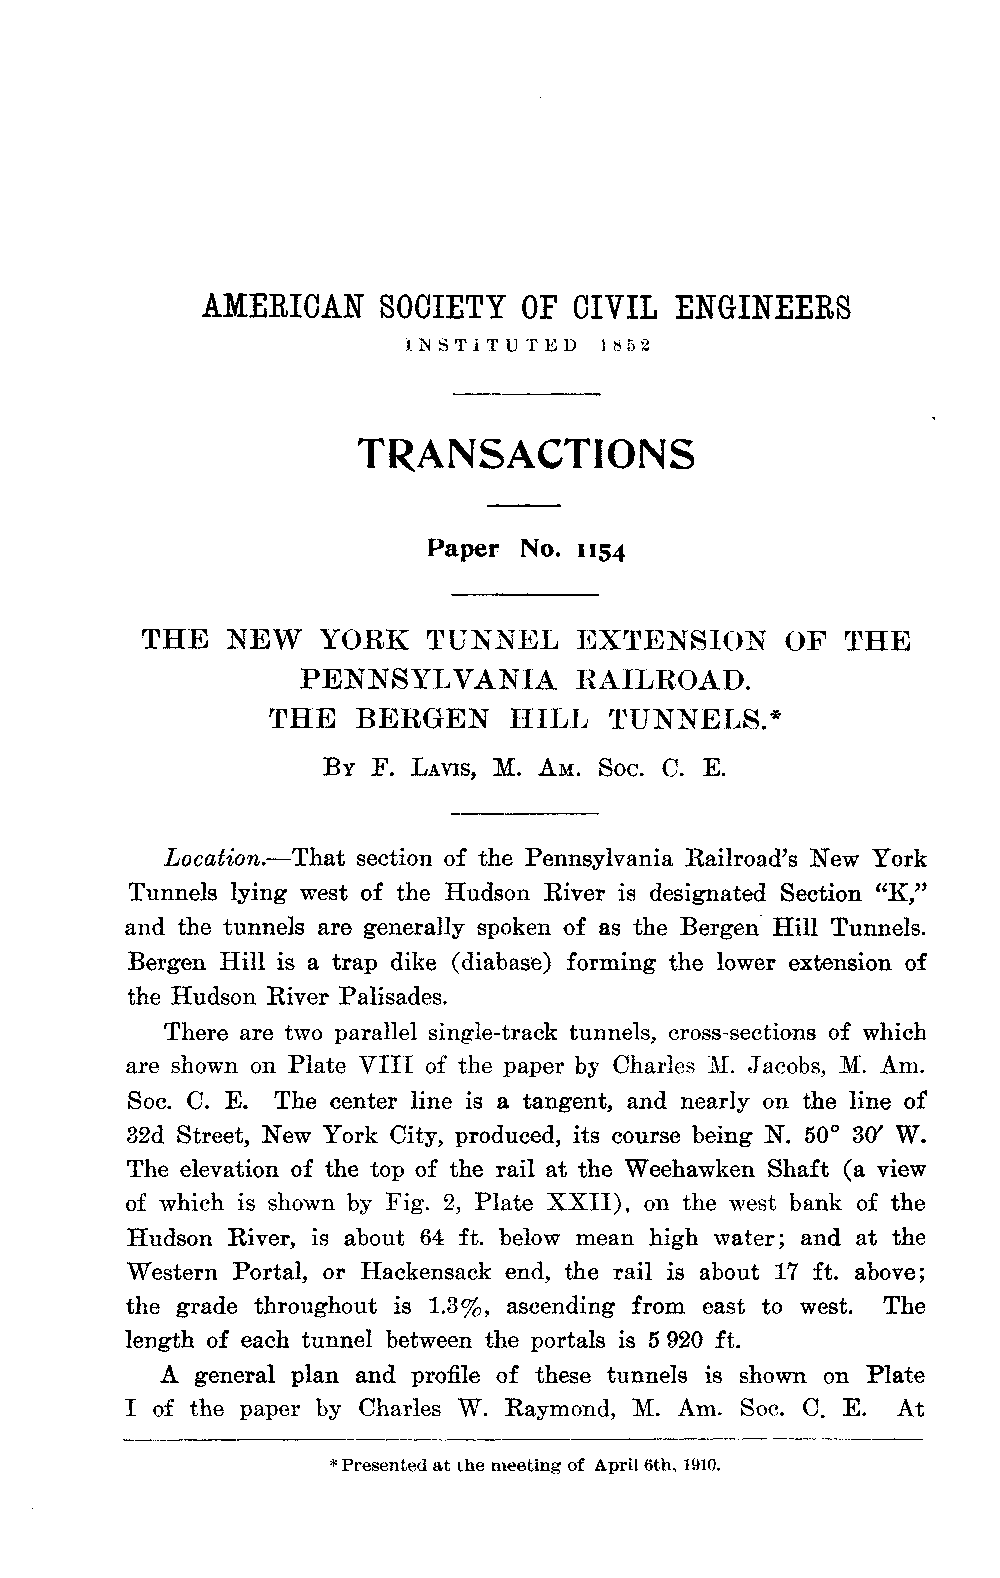 AMERICAN SOCIETY OF CIVIL ENGINEERS
INSTITUTED 1852
TRANSACTIONS
Paper No. 1154
THE NEW YORK TUNNEL EXTENSION OF THE
PENNSYLVANIA RAILROAD.
THE BERGEN HILL TUNNELS.*
By F. Lavis, M. Am. Soc. C. E.
Location.—That section of the Pennsylvania Railroad's New York
Tunnels lying west of the Hudson River is designated Section “K,”
and the tunnels are generally spoken of as the Bergen Hill Tunnels.
Bergen Hill is a trap dike (diabase) forming the lower extension of
the Hudson River Palisades.
There are two parallel single-track tunnels, cross-sections of which
are shown on Plate VIII of the paper by Charles M. Jacobs, M. Am.
Soc. C. E. The center line is a tangent, and nearly on the line of
32d Street, New York City, produced, its course being N. 50° 30′ W.
The elevation of the top of the rail at the Weehawken Shaft (a view
of which is shown by Fig. 2, Plate XXII), on the west bank of the
Hudson River, is about 64 ft. below mean high water; and at the
Western Portal, or Hackensack end, the rail is about 17 ft. above;
the grade throughout is 1.3%, ascending from east to west. The
length of each tunnel between the portals is 5 920 ft.
A general plan and profile of these tunnels is shown on Plate
I of the paper by Charles W. Raymond, M. Am. Soc. C. E. At
* Presented at the meeting of April 6th, 1910.